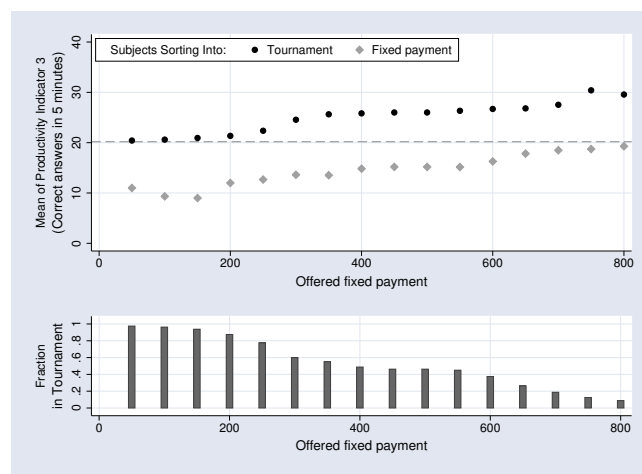 Subjects Sorting Into: Tournament Fixed payment
Mean of Productivity Indicator 3
(Correct answers in 5 minutes)
40
30
20
10
0
0 200 400 600 800
Offered fixed payment
Fraction
in Tournament
1
.8
.6
.4
.2
0
0 200 400 600 800
Offered fixed payment